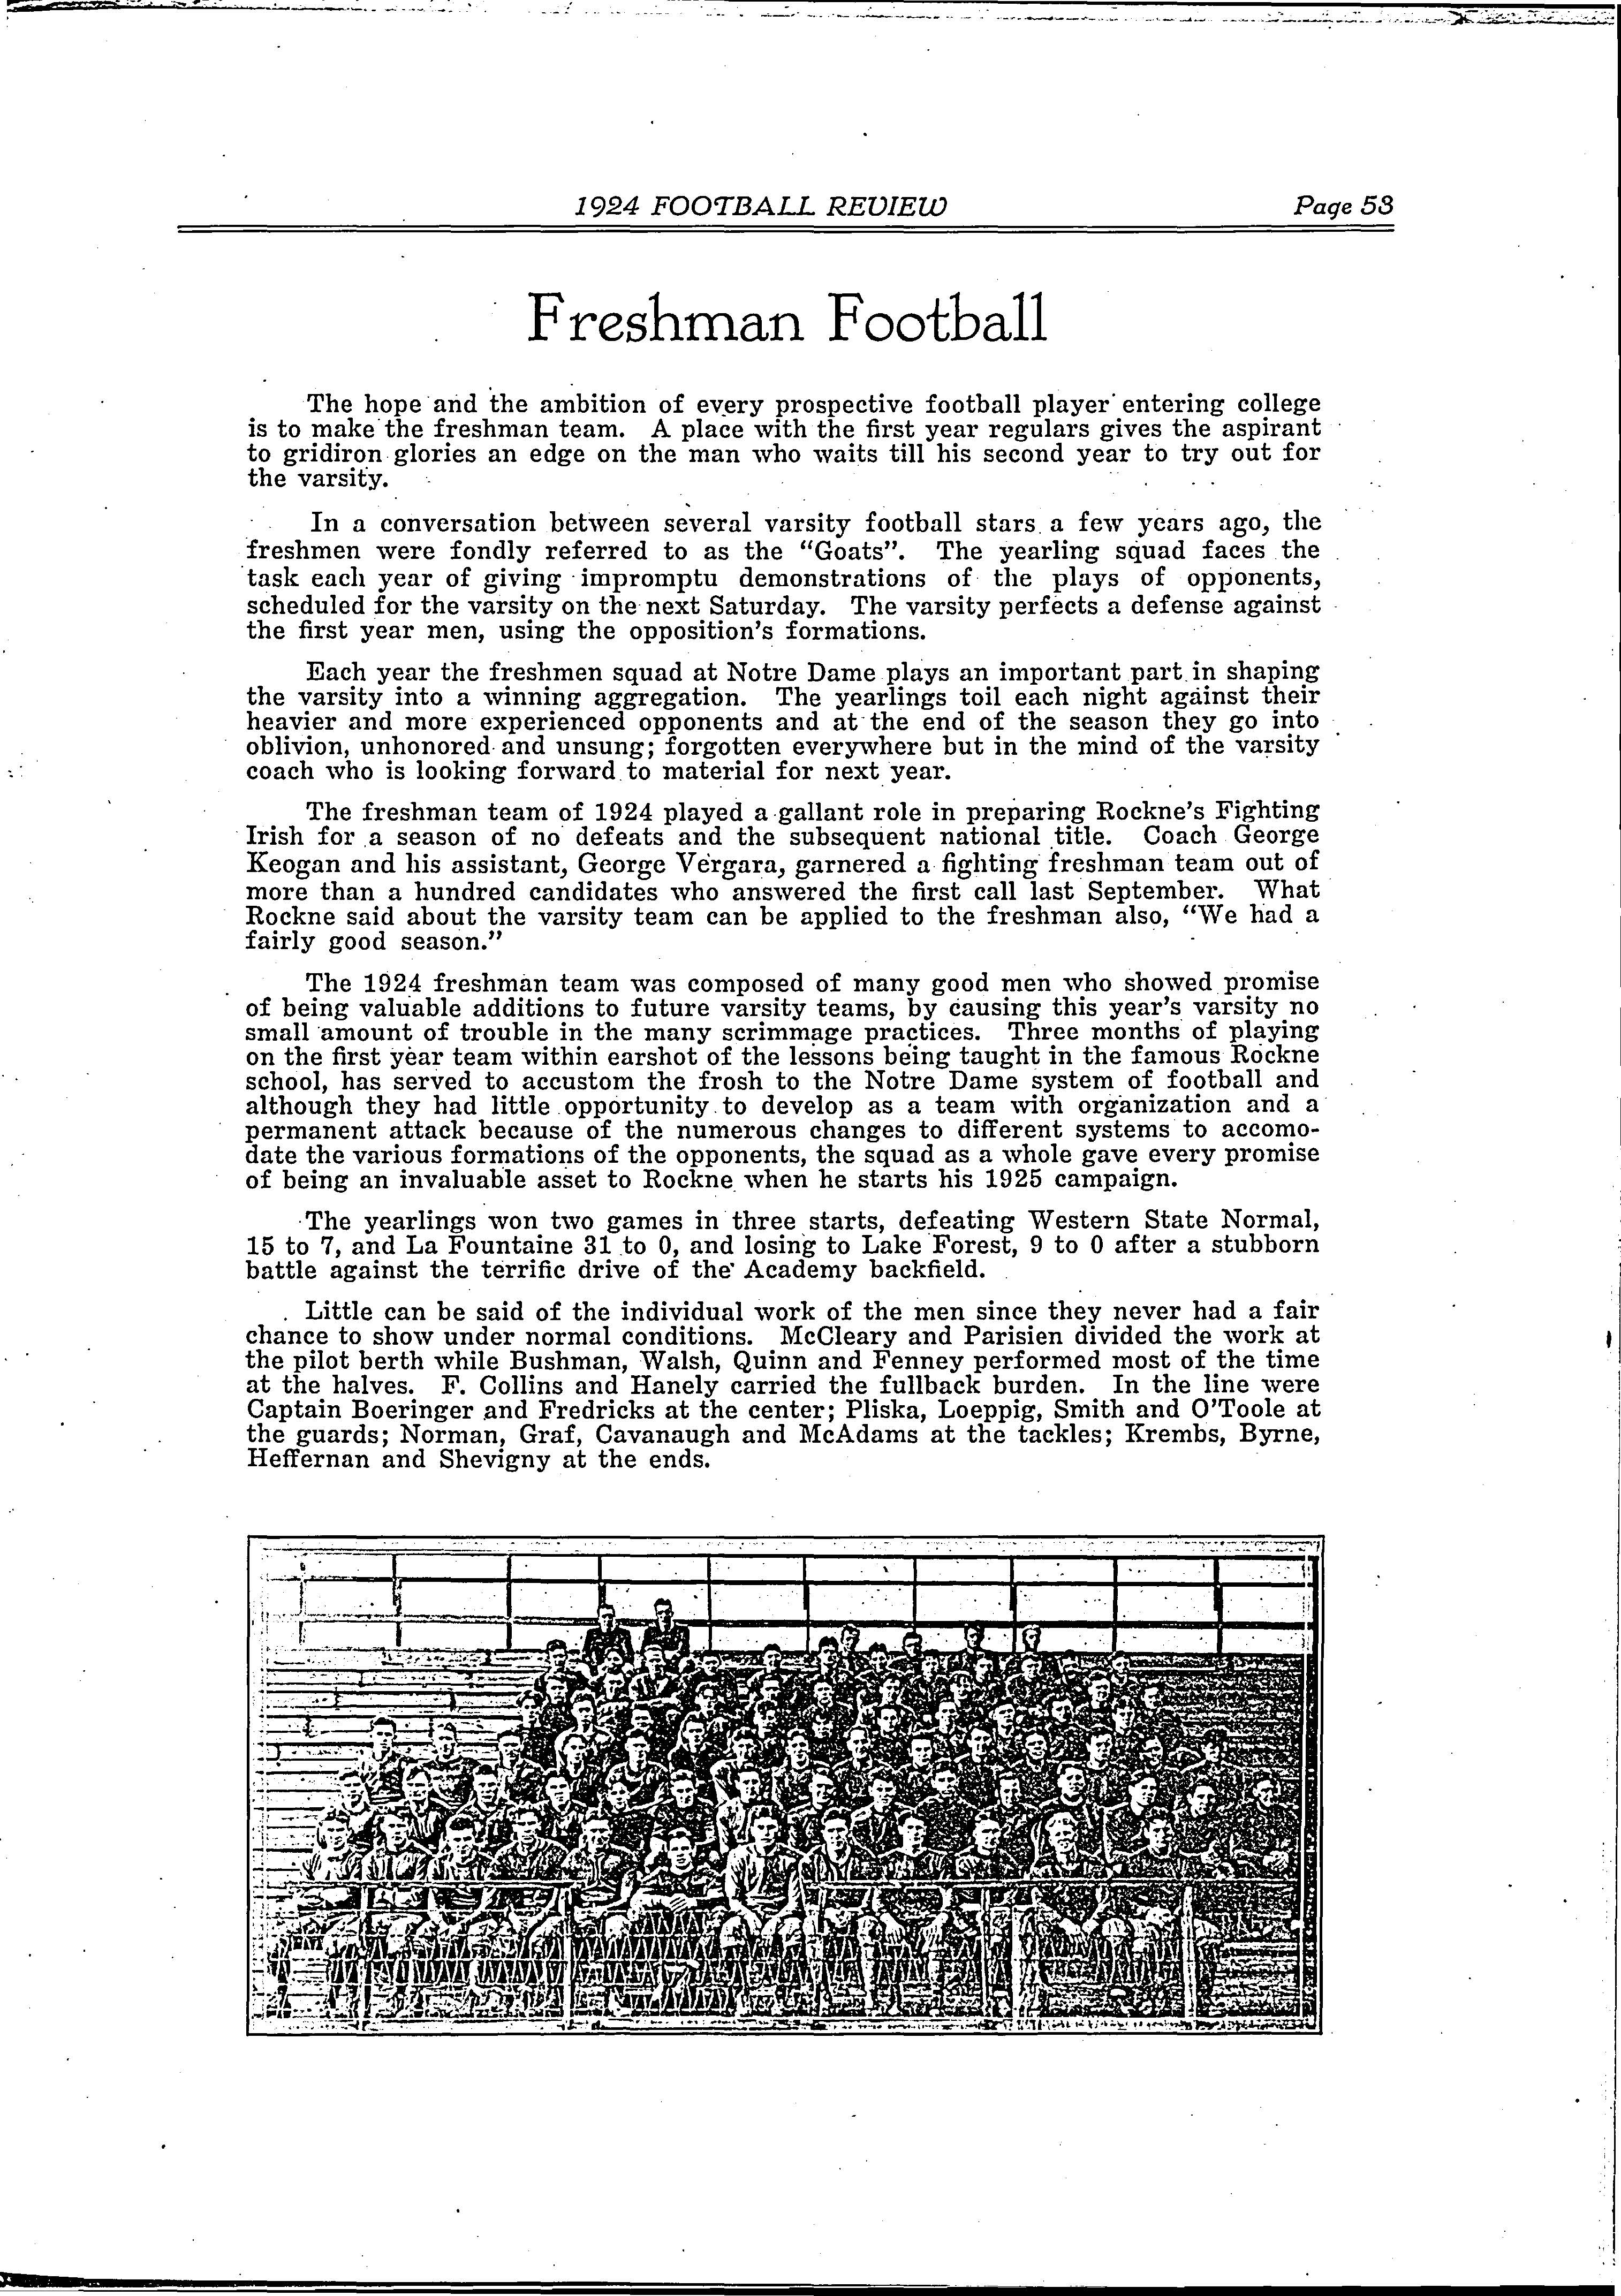 1924 FOOTBALL REVIEW Page 53
Freshman Football
The hope and the ambition of every prospective football player entering college
is to make the freshman team. A place with the first year regulars gives the aspirant
to gridiron glories an edge on the man who waits till his second year to try out for
the varsity.
In a conversation between several varsity football stars a few years ago, the
freshmen were fondly referred to as the “Goats”. The yearling squad faces the
task each year of giving impromptu demonstrations of the plays of opponents,
scheduled for the varsity on the next Saturday. The varsity perfects a defense against
the first year men, using the opposition's formations.
Each year the freshmen squad at Notre Dame plays an important part in shaping
the varsity into a winning aggregation. The yearlings toil each night against their
heavier and more experienced opponents and at the end of the season they go into
oblivion, unhonored and unsung; forgotten everywhere but in the mind of the varsity
coach who is looking forward to material for next year.
The freshman team of 1924 played a gallant role in preparing Rockne's Fighting
Irish for a season of no defeats and the subsequent national title. Coach George
Keogan and his assistant, George Vergara, garnered a fighting freshman team out of
more than a hundred candidates who answered the first call last September. What
Rockne said about the varsity team can be applied to the freshman also, “We had a
fairly good season.”
The 1924 freshman team was composed of many good men who showed promise
of being valuable additions to future varsity teams, by causing this year's varsity no
small amount of trouble in the many scrimmage practices. Three months of playing
on the first year team within earshot of the lessons being taught in the famous Rockne
school, has served to accustom the frosh to the Notre Dame system of football and
although they had little opportunity to develop as a team with organization and a
permanent attack because of the numerous changes to different systems to accomo-
date the various formations of the opponents, the squad as a whole gave every promise
of being an invaluable asset to Rockne when he starts his 1925 campaign.
The yearlings won two games in three starts, defeating Western State Normal,
15 to 7, and La Fountaine 31 to 0, and losing to Lake Forest, 9 to 0 after a stubborn
battle against the terrific drive of the Academy backfield.
Little can be said of the individual work of the men since they never had a fair
chance to show under normal conditions. McCleary and Parisien divided the work at
the pilot berth while Bushman, Walsh, Quinn and Fenney performed most of the time
at the halves. F. Collins and Hanely carried the fullback burden. In the line were
Captain Boeringer and Fredricks at the center; Pliska, Loeppig, Smith and O'Toole at
the guards; Norman, Graf, Cavanaugh and McAdams at the tackles; Krembs, Byrne,
Heffernan and Shevigny at the ends.